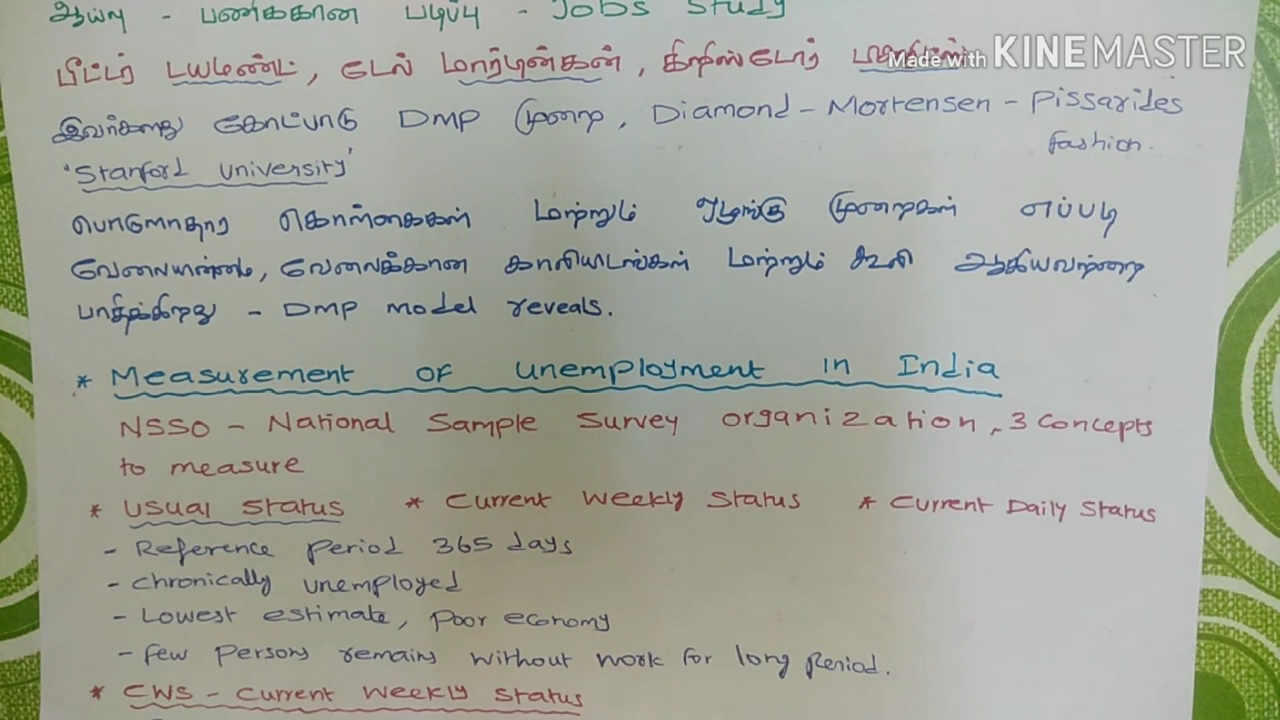 ஆய்வு - பணிக்கான படிப்பு - Jobs Study
Made with KINEMASTER
பீட்டர் டயமண்ட், டேல் மார்டின்கன், கிறிஸ்டோர்
இவர்களது கோட்பாடு DMP முறை, Diamond - Mortensen - Pissarides
fashion.
'Stanford university'
பொருளாதார கொள்கைகள் மற்றும் ஒழுங்கு முறைகள் எப்படி
வேலையின்மை, வேலைக்கான காலியிடங்கள் மற்றும் கூலி ஆகியவற்றை
பாதிக்கிறது - DMP model reveals.
* Measurement of unemployment in India
NSSO - National Sample Survey organization, 3 concepts
to measure
* Usual Status * Current Weekly Status * Current Daily Status
- Reference Period 365 days
- chronically unemployed
- Lowest estimate, poor economy
- few Persons remains without work for long Period.
* CWS - Current Weekly Status